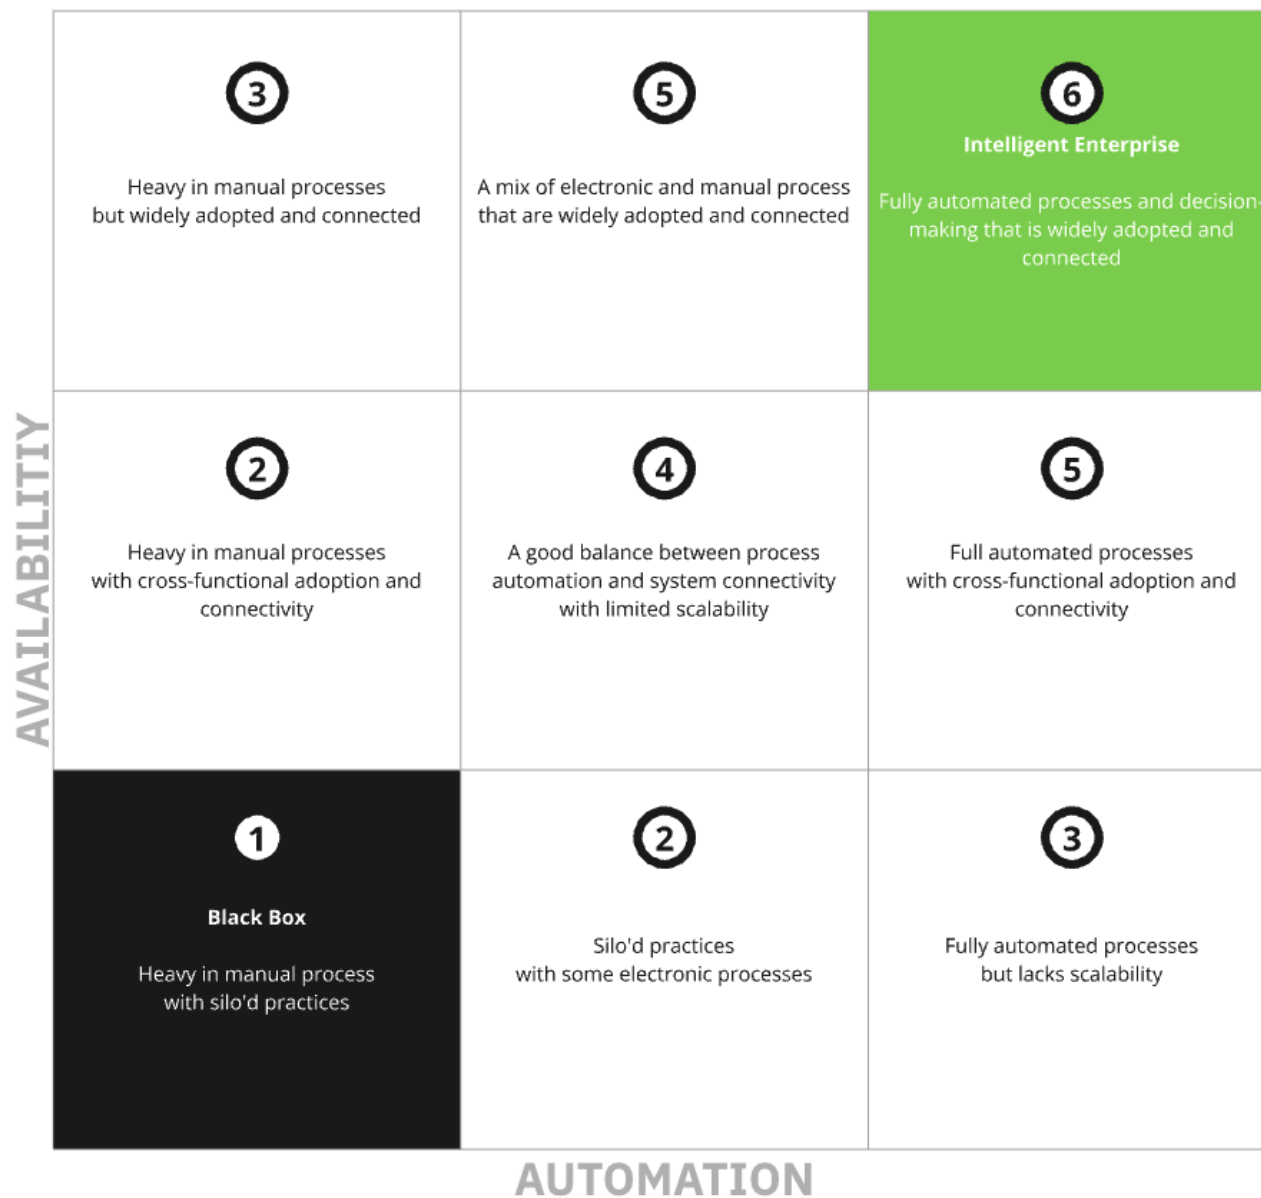 3
Heavy in manual processes
but widely adopted and connected
5
A mix of electronic and manual process
that are widely adopted and connected
6
Intelligent Enterprise
Fully automated processes and decision-
making that is widely adopted and
connected
AVAILABILITIY
2
Heavy in manual processes
with cross-functional adoption and
connectivity
4
A good balance between process
automation and system connectivity
with limited scalability
5
Full automated processes
with cross-functional adoption and
connectivity
1
Black Box
Heavy in manual process
with silo'd practices
2
Silo'd practices
with some electronic processes
3
Fully automated processes
but lacks scalability
AUTOMATION